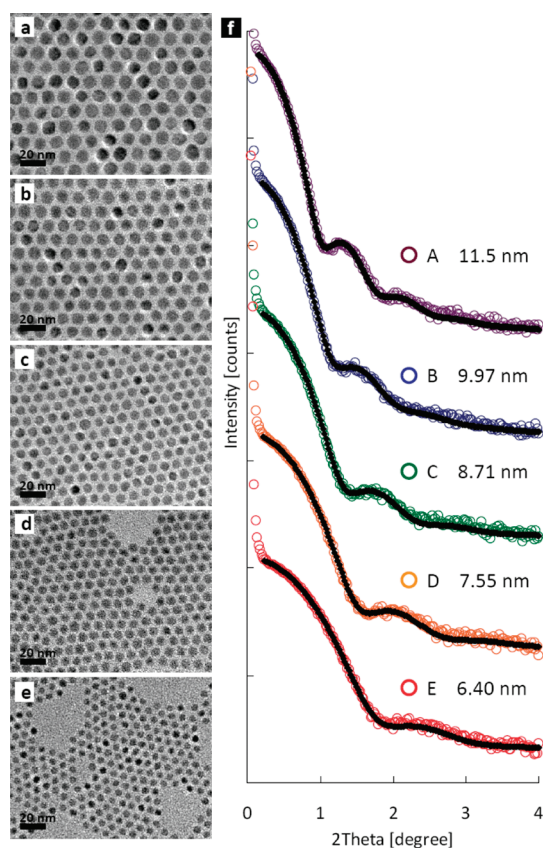 a
20 nm
b
20 nm
c
20 nm
d
20 nm
e
20 nm
f
Intensity [counts]
A 11.5 nm
B 9.97 nm
C 8.71 nm
D 7.55 nm
E 6.40 nm
0 1 2 3 4
2Theta [degree]